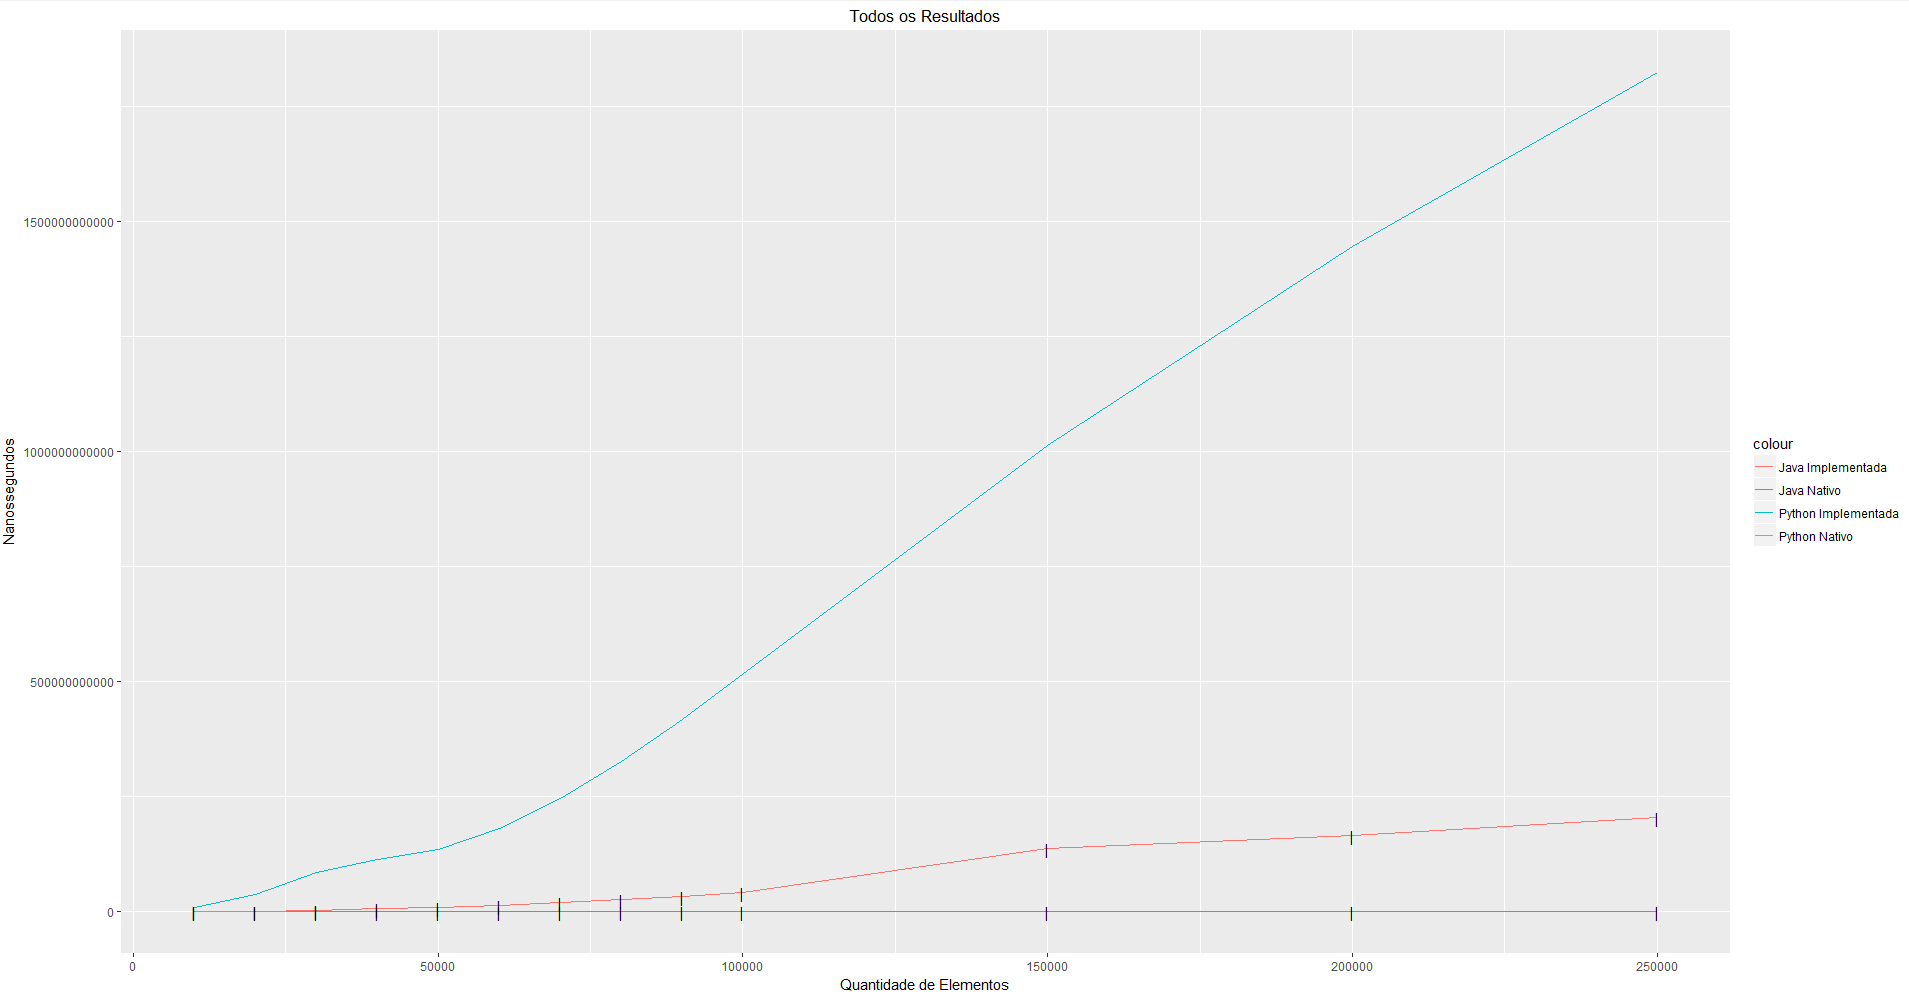 Todos os Resultados
Nanossegundos
1500000000000
1000000000000
500000000000
0
0
50000
100000
150000
200000
250000
Quantidade de Elementos
colour
Java Implementada
Java Nativo
Python Implementada
Python Nativo